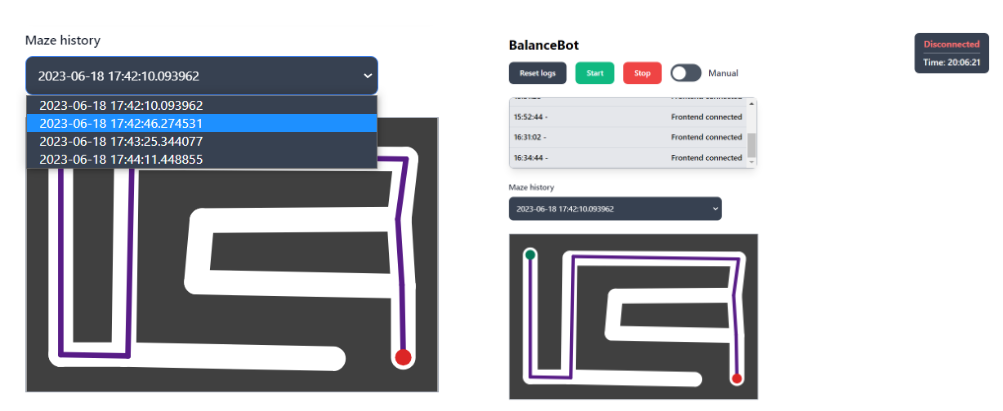 Maze history
2023-06-18 17:42:10.093962
2023-06-18 17:42:10.093962
2023-06-18 17:42:46.274531
2023-06-18 17:43:25.344077
2023-06-18 17:44:11.448855
BalanceBot
Reset logs Start Stop Manual
15:52:44 - Frontend connected
16:31:02 - Frontend connected
16:34:44 - Frontend connected
Maze history
2023-06-18 17:42:10.093962
Disconnected
Time: 20:06:21